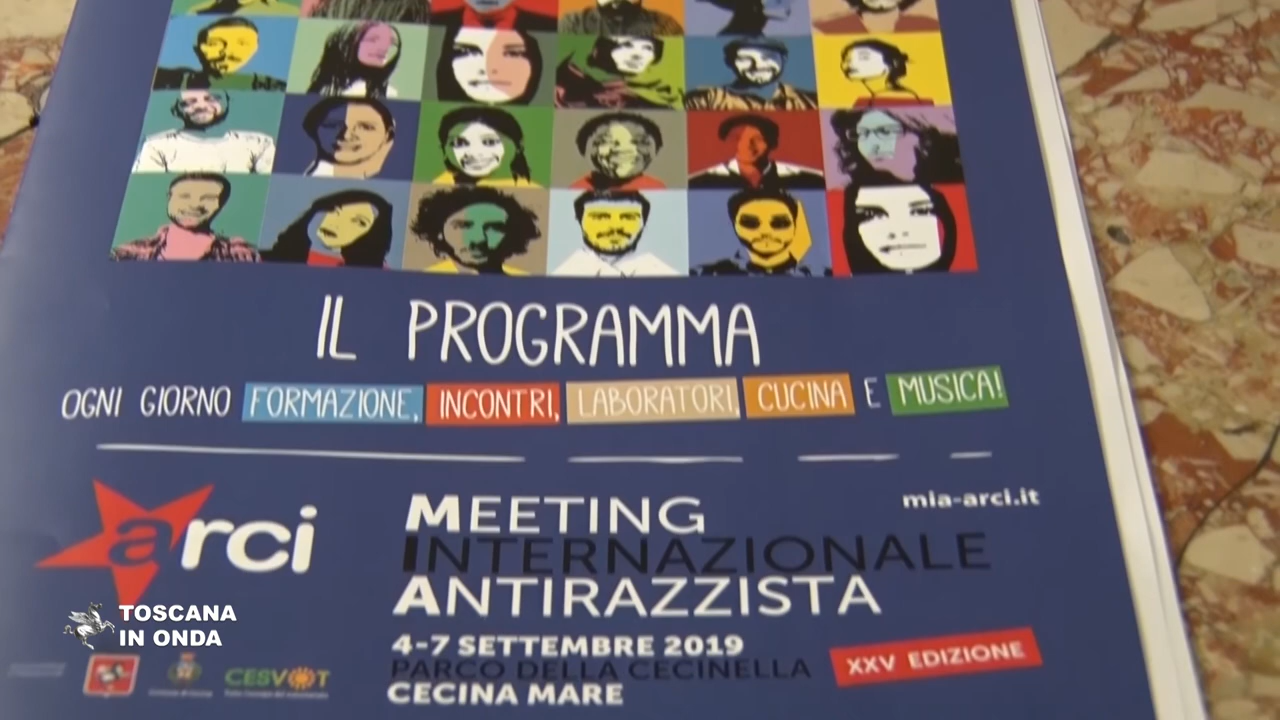 IL PROGRAMMA
OGNI GIORNO FORMAZIONE, INCONTRI, LABORATORI, CUCINA E MUSICA!
arci
mia-arci.it
MEETING
INTERNAZIONALE
ANTIRAZZISTA
4-7 SETTEMBRE 2019
PARCO DELLA CECINELLA
CECINA MARE
XXV EDIZIONE
TOSCANA
IN ONDA
CESVOT